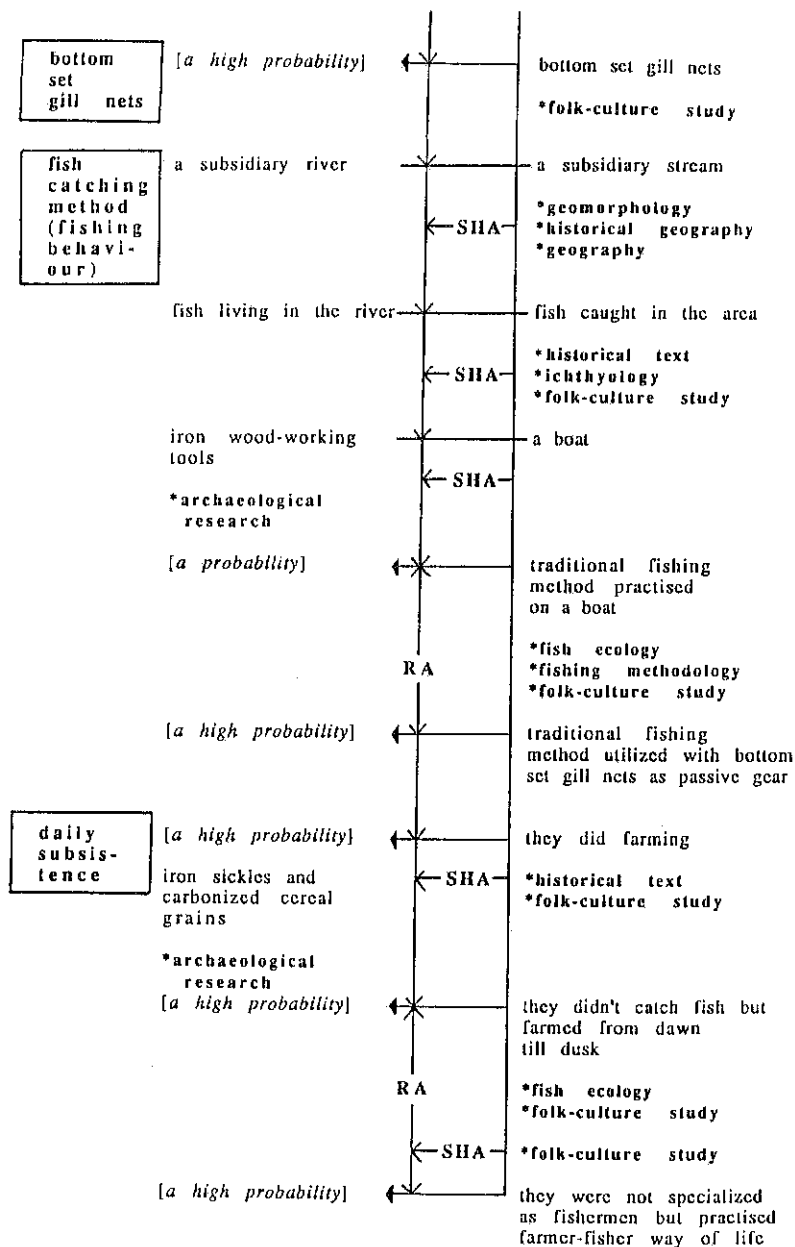 bottom
set
gill nets
[a high probability]
bottom set gill nets
*folk-culture study
fish
catching
method
(fishing
behavi-
our)
a subsidiary river
a subsidiary stream
SHA
*geomorphology
*historical geography
*geography
fish living in the river
fish caught in the area
SHA
*historical text
*ichthyology
*folk-culture study
iron wood-working
tools
a boat
SHA
*archaeological
research
[a probability]
traditional fishing
method practised
on a boat
RA
*fish ecology
*fishing methodology
*folk-culture study
[a high probability]
traditional fishing
method utilized with bottom
set gill nets as passive gear
daily
subsis-
tence
[a high probability]
they did farming
iron sickles and
carbonized cereal
grains
SHA
*historical text
*folk-culture study
*archaeological
research
[a high probability]
they didn't catch fish but
farmed from dawn
till dusk
RA
*fish ecology
*folk-culture study
SHA
*folk-culture study
[a high probability]
they were not specialized
as fishermen but practised
farmer-fisher way of life